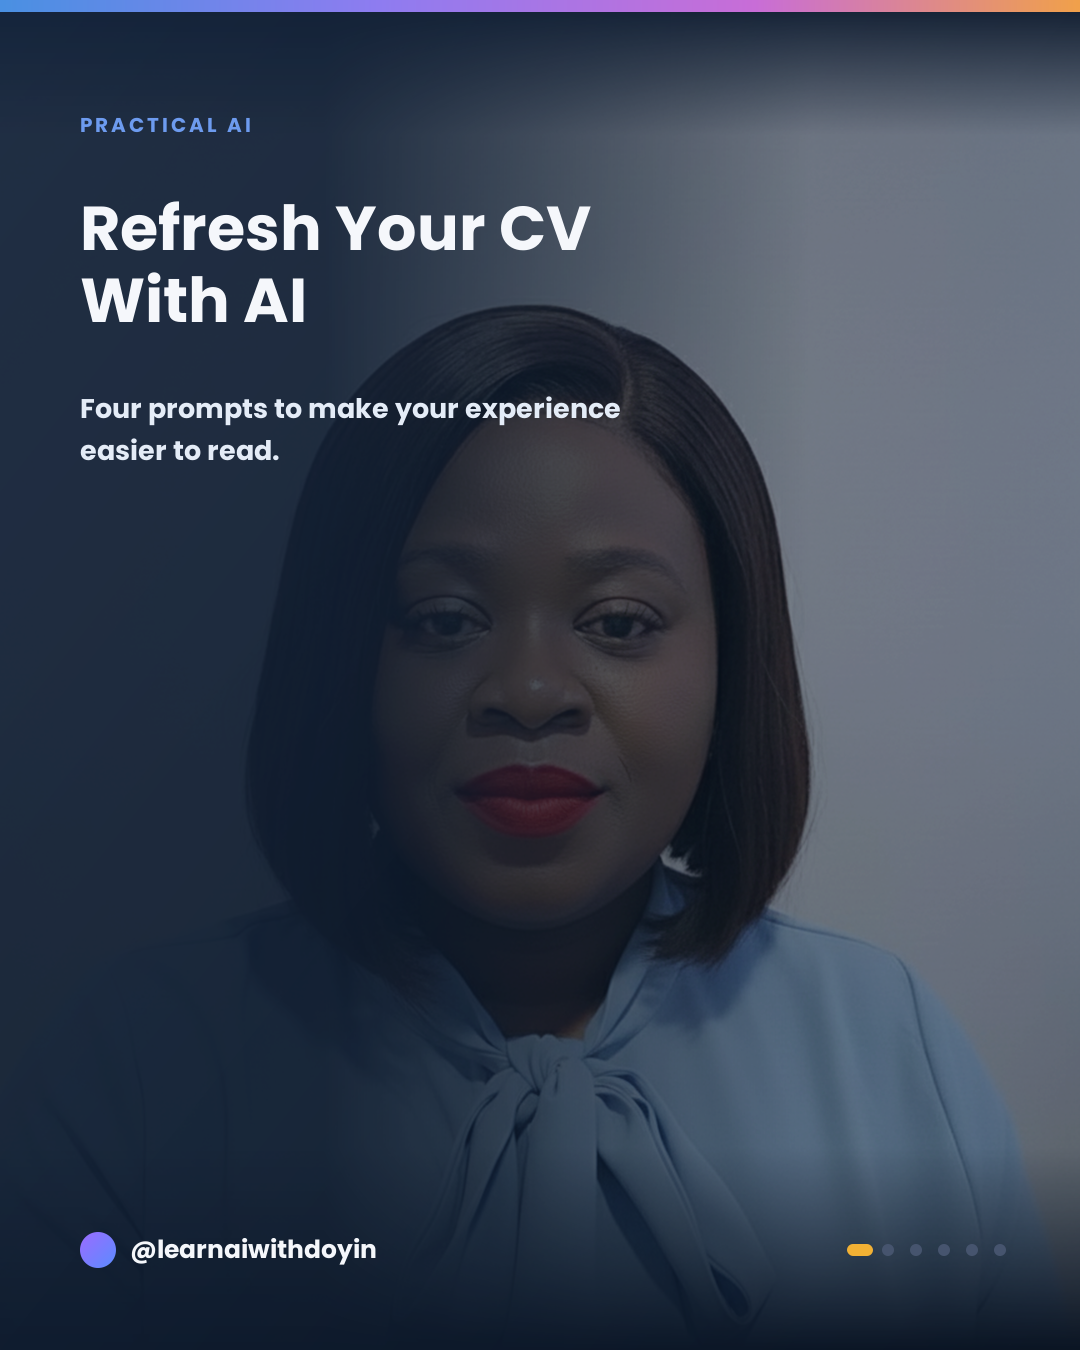 PRACTICAL AI
Refresh Your CV
With AI
Four prompts to make your experience
easier to read.
@learnaiwithdoyin